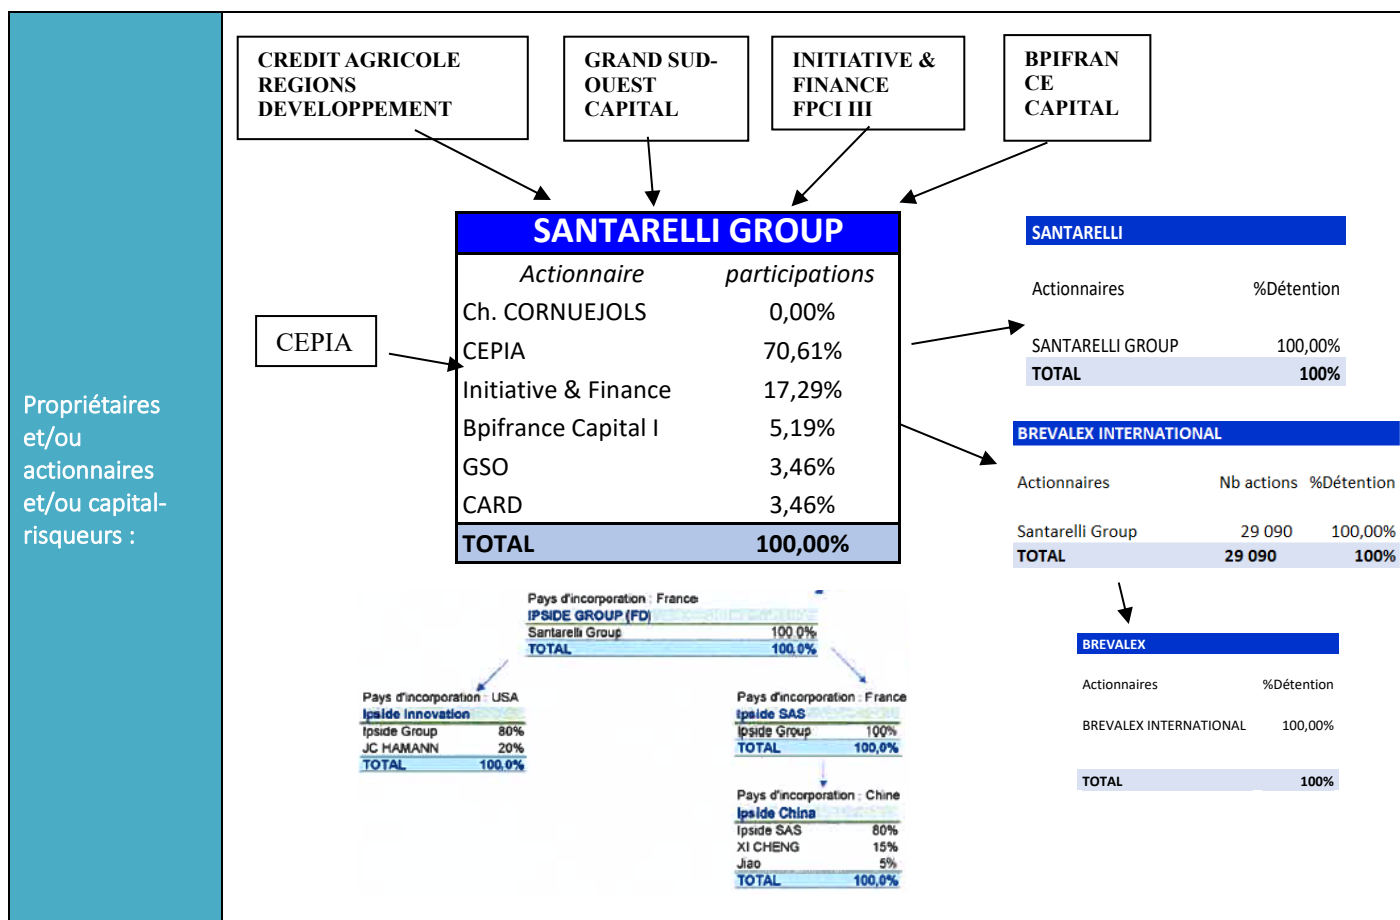 Propriétaires
et/ou
actionnaires
et/ou capital-
risqueurs :
CREDIT AGRICOLE
REGIONS
DEVELOPPEMENT
GRAND SUD-
OUEST
CAPITAL
INITIATIVE &
FINANCE
FPCI III
BPIFRAN
CE
CAPITAL
CEPIA
SANTARELLI GROUP
Actionnaire participations
Ch. CORNUEJOLS 0,00%
CEPIA 70,61%
Initiative & Finance 17,29%
Bpifrance Capital I 5,19%
GSO 3,46%
CARD 3,46%
TOTAL 100,00%
SANTARELLI
Actionnaires %Détention
SANTARELLI GROUP 100,00%
TOTAL 100%
BREVALEX INTERNATIONAL
Actionnaires Nb actions %Détention
Santarelli Group 29 090 100,00%
TOTAL 29 090 100%
BREVALEX
Actionnaires %Détention
BREVALEX INTERNATIONAL 100,00%
TOTAL 100%
Pays d'incorporation : France
IPSIDE GROUP (FD)
Santarelli Group 100.0%
TOTAL 100,0%
Pays d'incorporation : USA
Ipside Innovation
Ipside Group 80%
JC HAMANN 20%
TOTAL 100,0%
Pays d'incorporation : France
Ipside SAS
Ipside Group 100%
TOTAL 100,0%
Pays d'incorporation : Chine
Ipside China
Ipside SAS 80%
XI CHENG 15%
Jiao 5%
TOTAL 100,0%